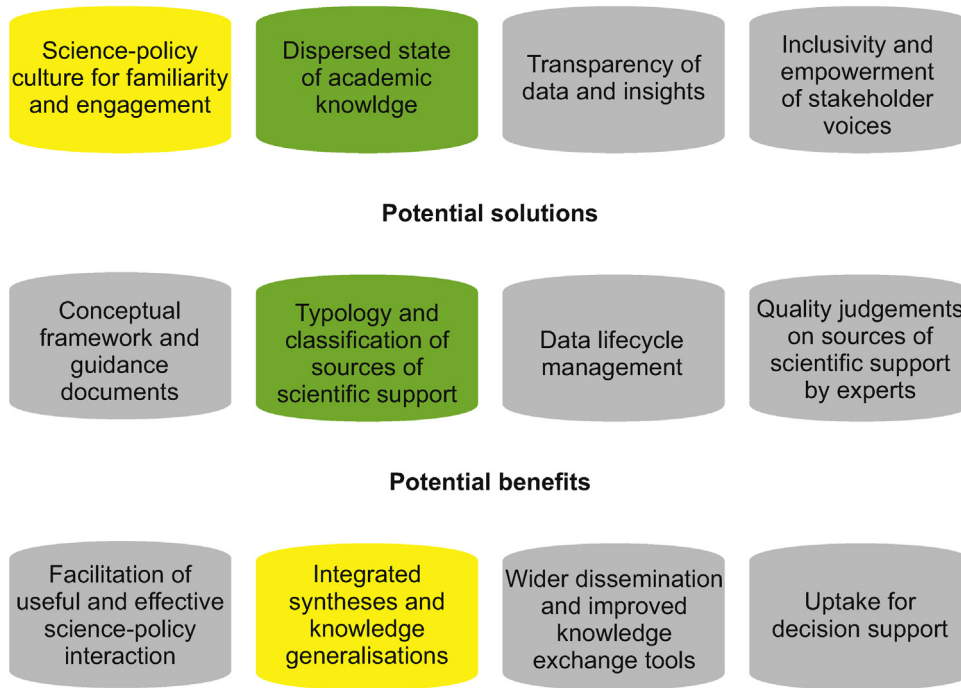 Science-policy
culture for familiarity
and engagement
Dispersed state
of academic
knowldge
Transparency of
data and insights
Inclusivity and
empowerment
of stakeholder
voices
Potential solutions
Conceptual
framework and
guidance
documents
Typology and
classification of
sources of
scientific support
Data lifecycle
management
Quality judgements
on sources of
scientific support
by experts
Potential benefits
Facilitation of
useful and effective
science-policy
interaction
Integrated
syntheses and
knowledge
generalisations
Wider dissemination
and improved
knowledge
exchange tools
Uptake for
decision support